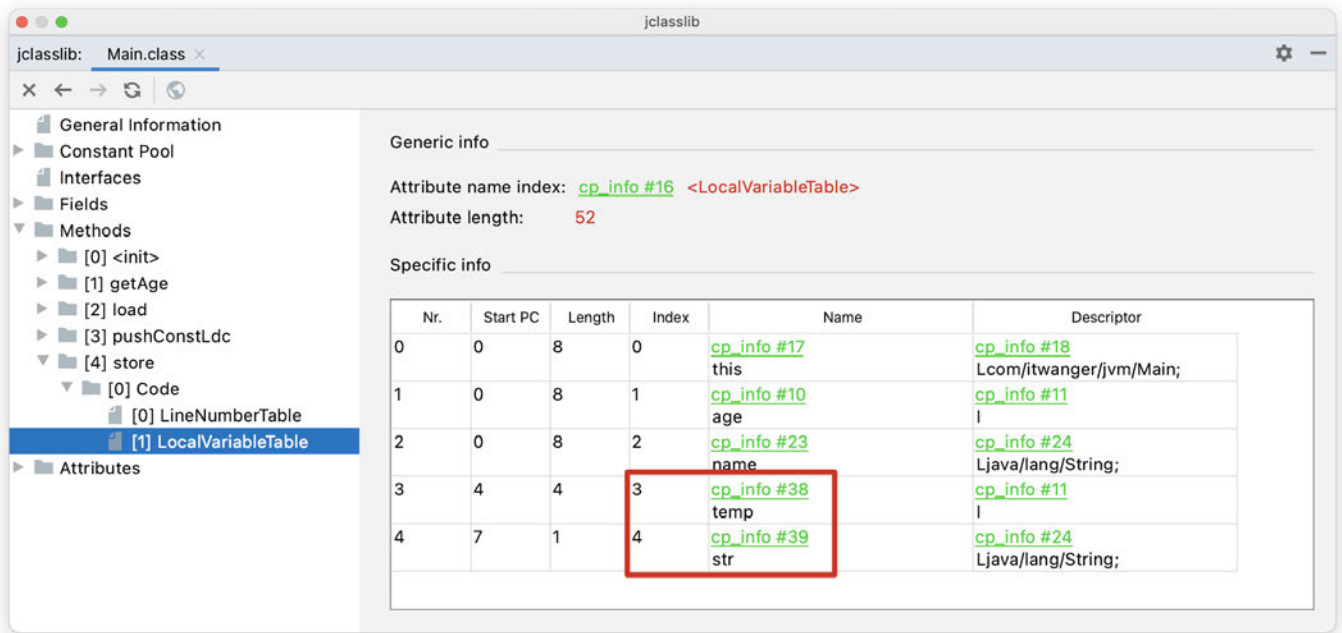 jclasslib
jclasslib: Main.class
General Information
Constant Pool
Interfaces
Fields
Methods
[0] <init>
[1] getAge
[2] load
[3] pushConstLdc
[4] store
[0] Code
[0] LineNumberTable
[1] LocalVariableTable
Attributes
Generic info
Attribute name index: cp_info #16 <LocalVariableTable>
Attribute length: 52
Specific info
Nr. Start PC Length Index Name Descriptor
0 0 8 0 cp_info #17 cp_info #18
this Lcom/itwanger/jvm/Main;
1 0 8 1 cp_info #10 cp_info #11
age I
2 0 8 2 cp_info #23 cp_info #24
name Ljava/lang/String;
3 4 4 3 cp_info #38 cp_info #11
temp I
4 7 1 4 cp_info #39 cp_info #24
str Ljava/lang/String;